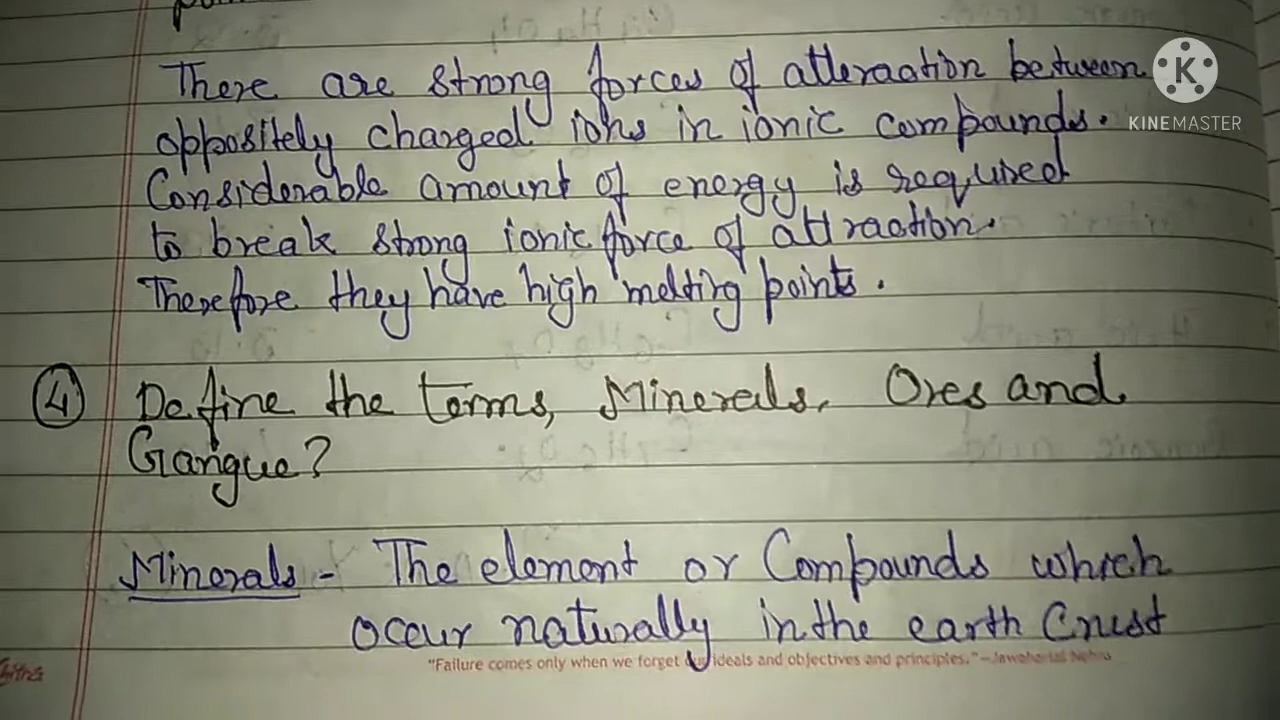 There are strong forces of atteraction between
oppositely charged ions in ionic compounds.
Considerable amount of energy is required
to break strong ionic force of attraction.
Therefore they have high melting points.
④ Define the terms, Minerals, Ores and
Gangue?
Minerals - The element or Compounds which
occur naturally in the earth Crust
"Failure comes only when we forget our ideals and objectives and principles."—Jawaharlal Nehru
K
KINEMASTER